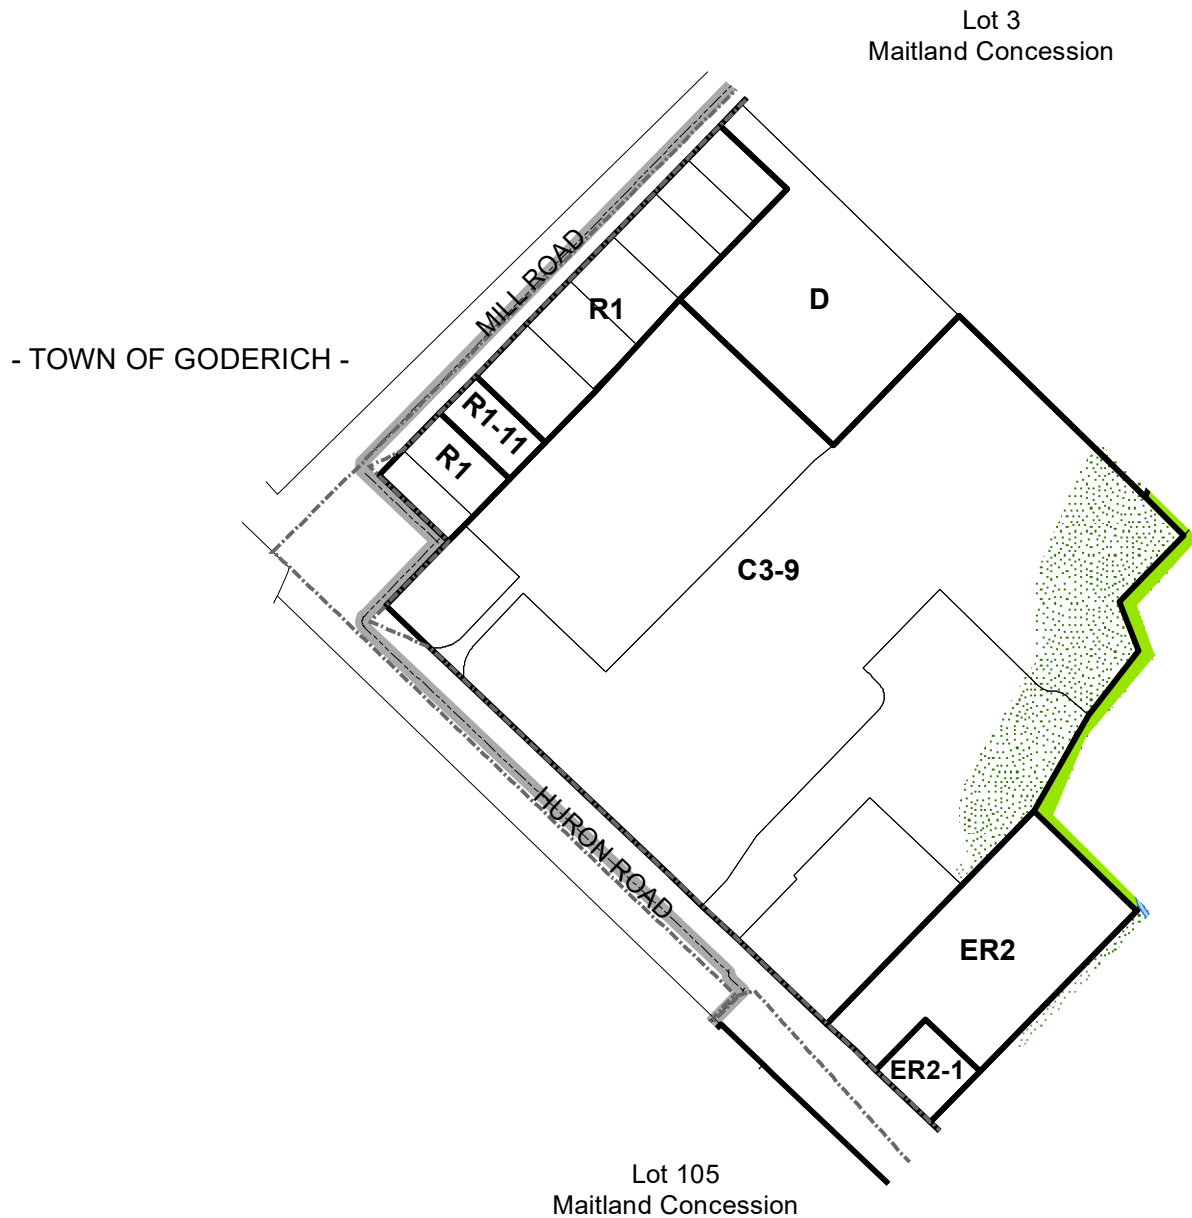 Lot 3
Maitland Concession
MILL ROAD
R1
D
- TOWN OF GODERICH -
R1-11
R1
C3-9
HURON ROAD
ER2
ER2-1
Lot 105
Maitland Concession